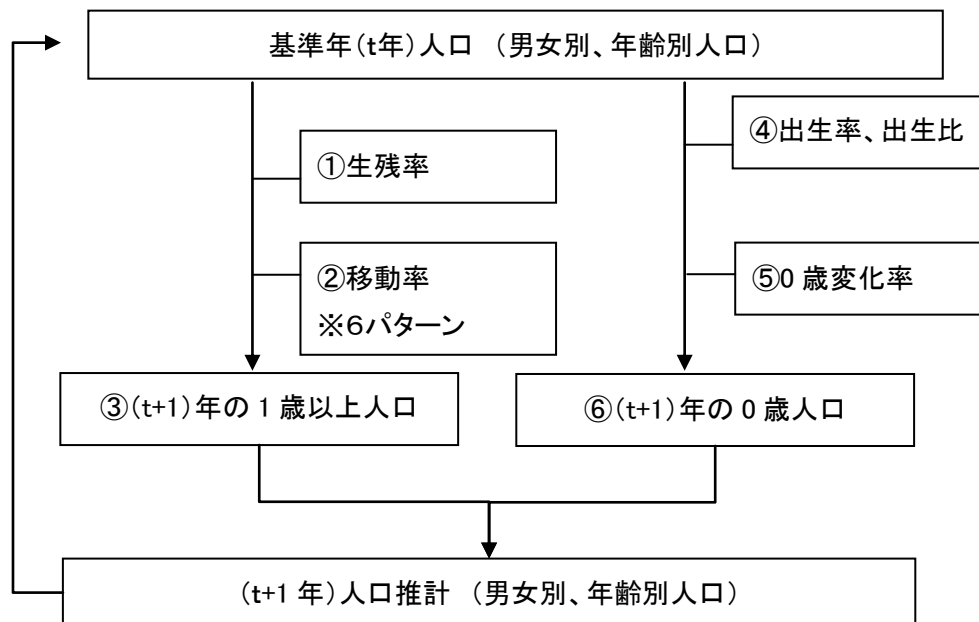 基準年(t年)人口 (男女別、年齢別人口)
①生残率
④出生率、出生比
②移動率
※6パターン
⑤0 歳変化率
③(t+1)年の 1 歳以上人口
⑥(t+1)年の 0 歳人口
(t+1 年)人口推計 (男女別、年齢別人口)